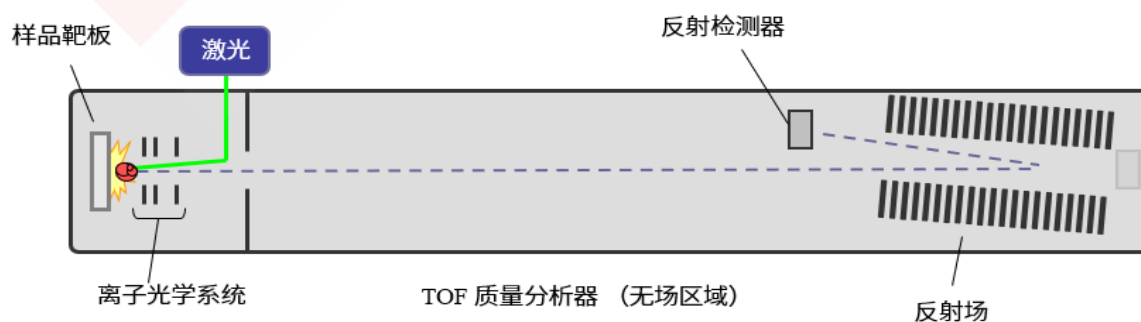 反射检测器
样品靶板
激光
离子光学系统
TOF 质量分析器 （无场区域）
反射场